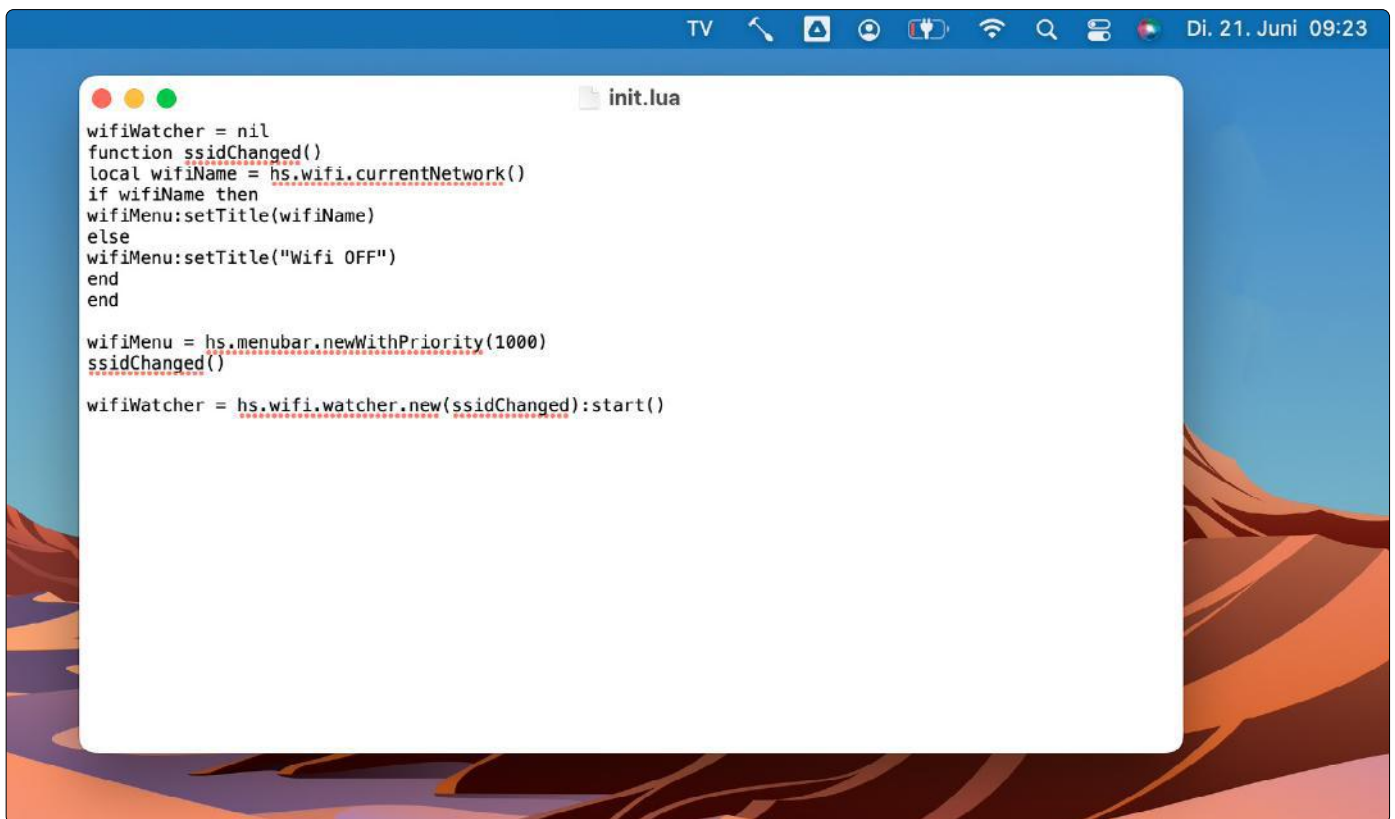 TV Di. 21. Juni 09:23
init.lua
wifiWatcher = nil
function ssidChanged()
local wifiName = hs.wifi.currentNetwork()
if wifiName then
wifiMenu:setTitle(wifiName)
else
wifiMenu:setTitle("Wifi OFF")
end
end
wifiMenu = hs.menubar.newWithPriority(1000)
ssidChanged()
wifiWatcher = hs.wifi.watcher.new(ssidChanged):start()